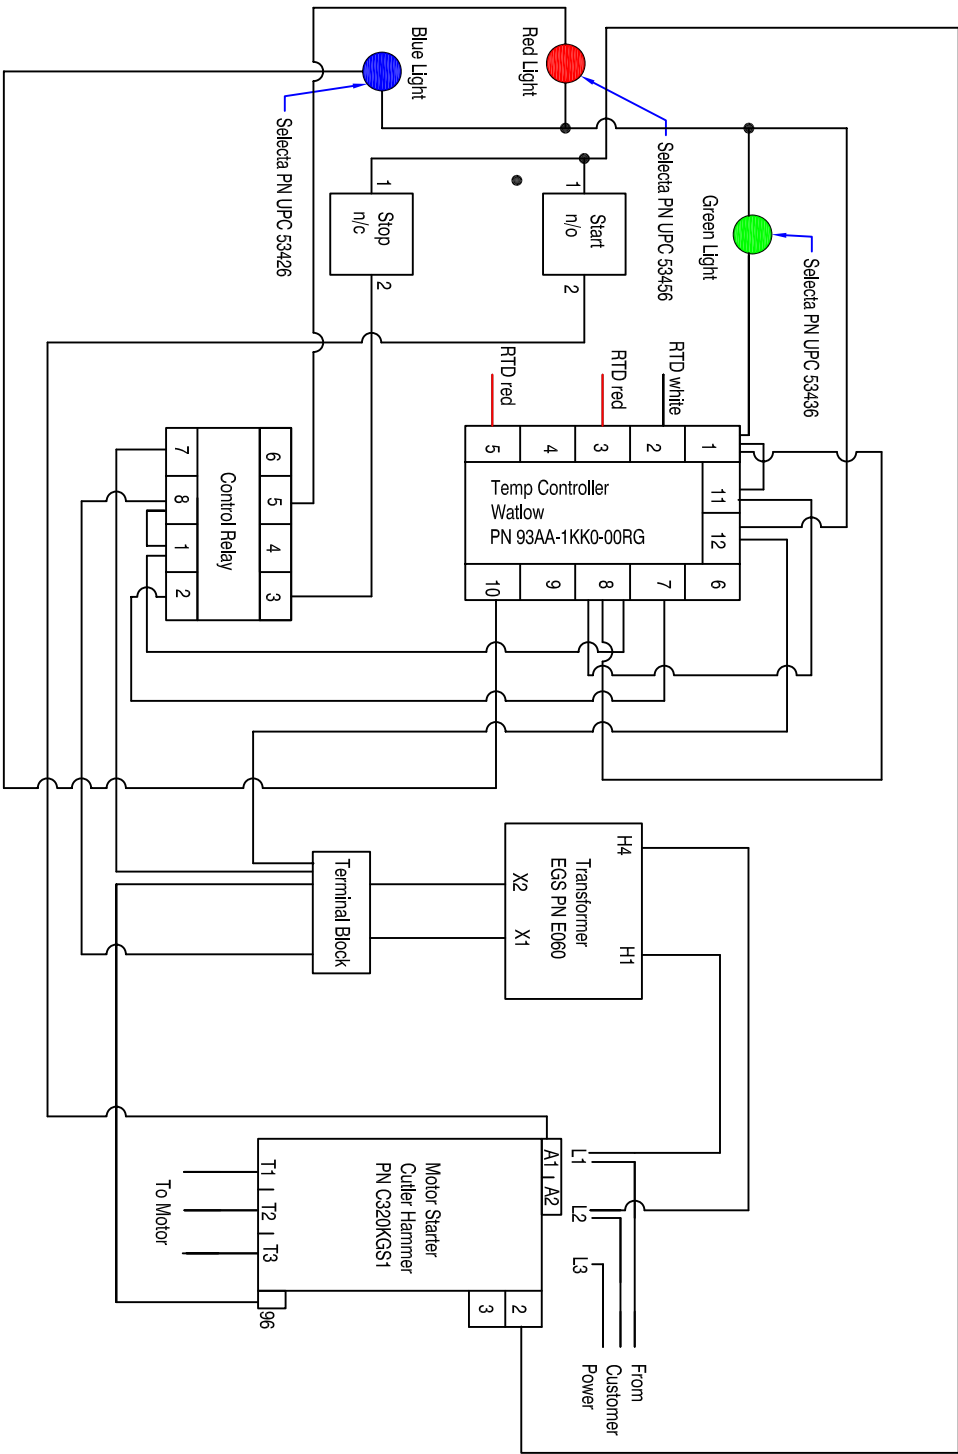 Blue Light
Red Light
Selecta PN UPC 53426
Selecta PN UPC 53456
Green Light
Selecta PN UPC 53436
1
Stop
n/c
2
1
Start
n/o
2
RTD red
RTD red
RTD white
5
4
3
2
1
Temp Controller
Watlow
PN 93AA-1KK0-00RG
11
12
10
9
8
7
6
7
8
1
2
Control Relay
6
5
4
3
Terminal Block
H4
H1
Transformer
EGS PN E060
X2
X1
L1
L2
L3
From
Customer
Power
A1
A2
Motor Starter
Cutler Hammer
PN C320KGS1
T1
T2
T3
To Motor
96
3
2